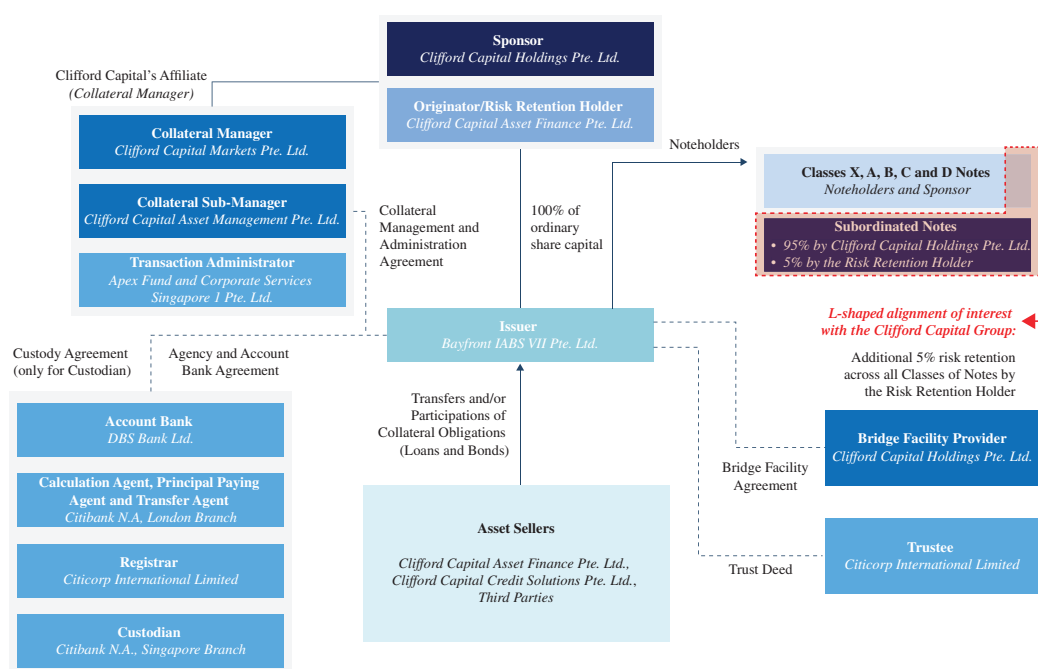 Sponsor
Clifford Capital Holdings Pte. Ltd.
Originator/Risk Retention Holder
Clifford Capital Asset Finance Pte. Ltd.
Clifford Capital's Affiliate
(Collateral Manager)
Collateral Manager
Clifford Capital Markets Pte. Ltd.
Collateral Sub-Manager
Clifford Capital Asset Management Pte. Ltd.
Transaction Administrator
Apex Fund and Corporate Services
Singapore 1 Pte. Ltd.
Collateral
Management and
Administration
Agreement
100% of
ordinary
share capital
Noteholders
Classes X, A, B, C and D Notes
Noteholders and Sponsor
Subordinated Notes
• 95% by Clifford Capital Holdings Pte. Ltd.
• 5% by the Risk Retention Holder
L-shaped alignment of interest
with the Clifford Capital Group:
Additional 5% risk retention
across all Classes of Notes by
the Risk Retention Holder
Issuer
Bayfront IABS VII Pte. Ltd.
Custody Agreement
(only for Custodian)
Agency and Account
Bank Agreement
Account Bank
DBS Bank Ltd.
Calculation Agent, Principal Paying
Agent and Transfer Agent
Citibank N.A, London Branch
Registrar
Citicorp International Limited
Custodian
Citibank N.A., Singapore Branch
Transfers and/or
Participations of
Collateral Obligations
(Loans and Bonds)
Asset Sellers
Clifford Capital Asset Finance Pte. Ltd.,
Clifford Capital Credit Solutions Pte. Ltd.,
Third Parties
Bridge Facility
Agreement
Bridge Facility Provider
Clifford Capital Holdings Pte. Ltd.
Trust Deed
Trustee
Citicorp International Limited